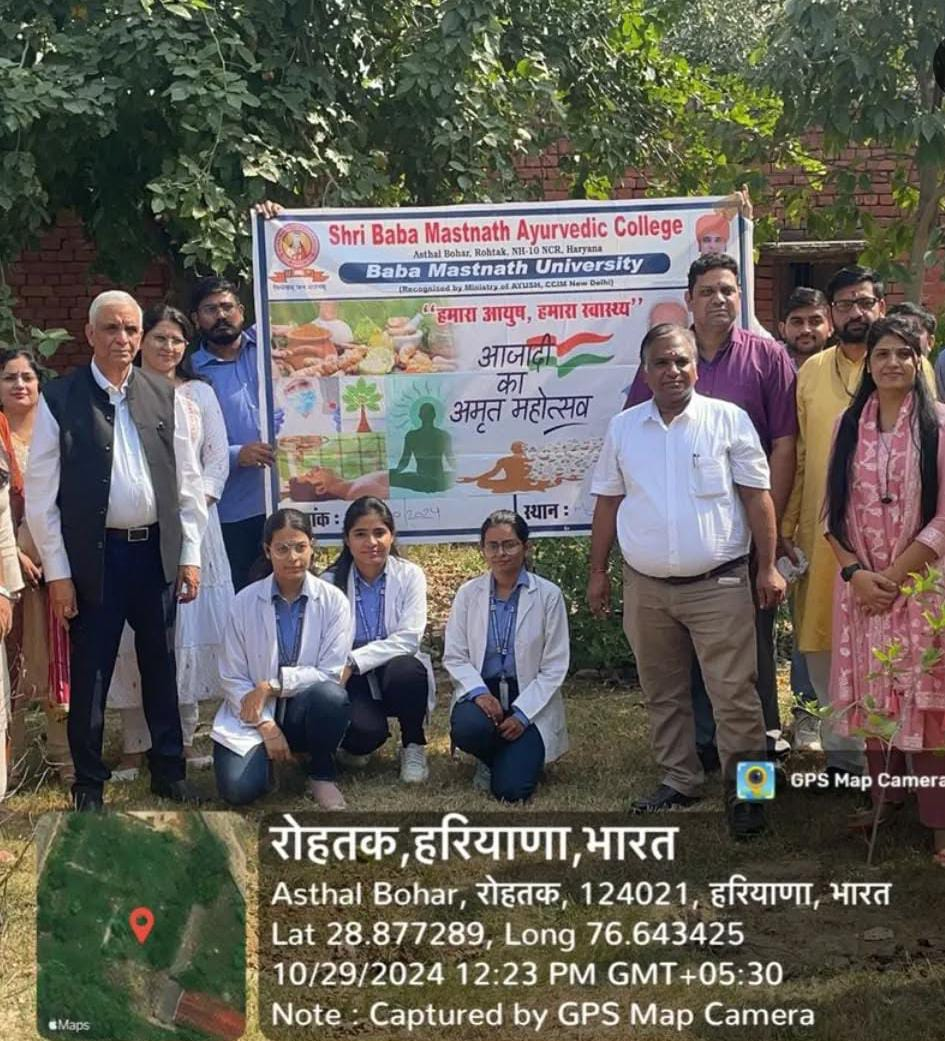 Shri Baba Mastnath Ayurvedic College
Asthal Bohar, Rohtak, NH-10 NCR, Haryana
Baba Mastnath University
(Recognised by Ministry of AYUSH, CCIM New Delhi)
“हमारा आयुष, हमारा स्वास्थ्य”
आजादी
का
अमृत महोत्सव
स्थान :
GPS Map Camera
रोहतक,हरियाणा,भारत
Asthal Bohar, रोहतक, 124021, हरियाणा, भारत
Lat 28.877289, Long 76.643425
10/29/2024 12:23 PM GMT+05:30
Note : Captured by GPS Map Camera
Maps